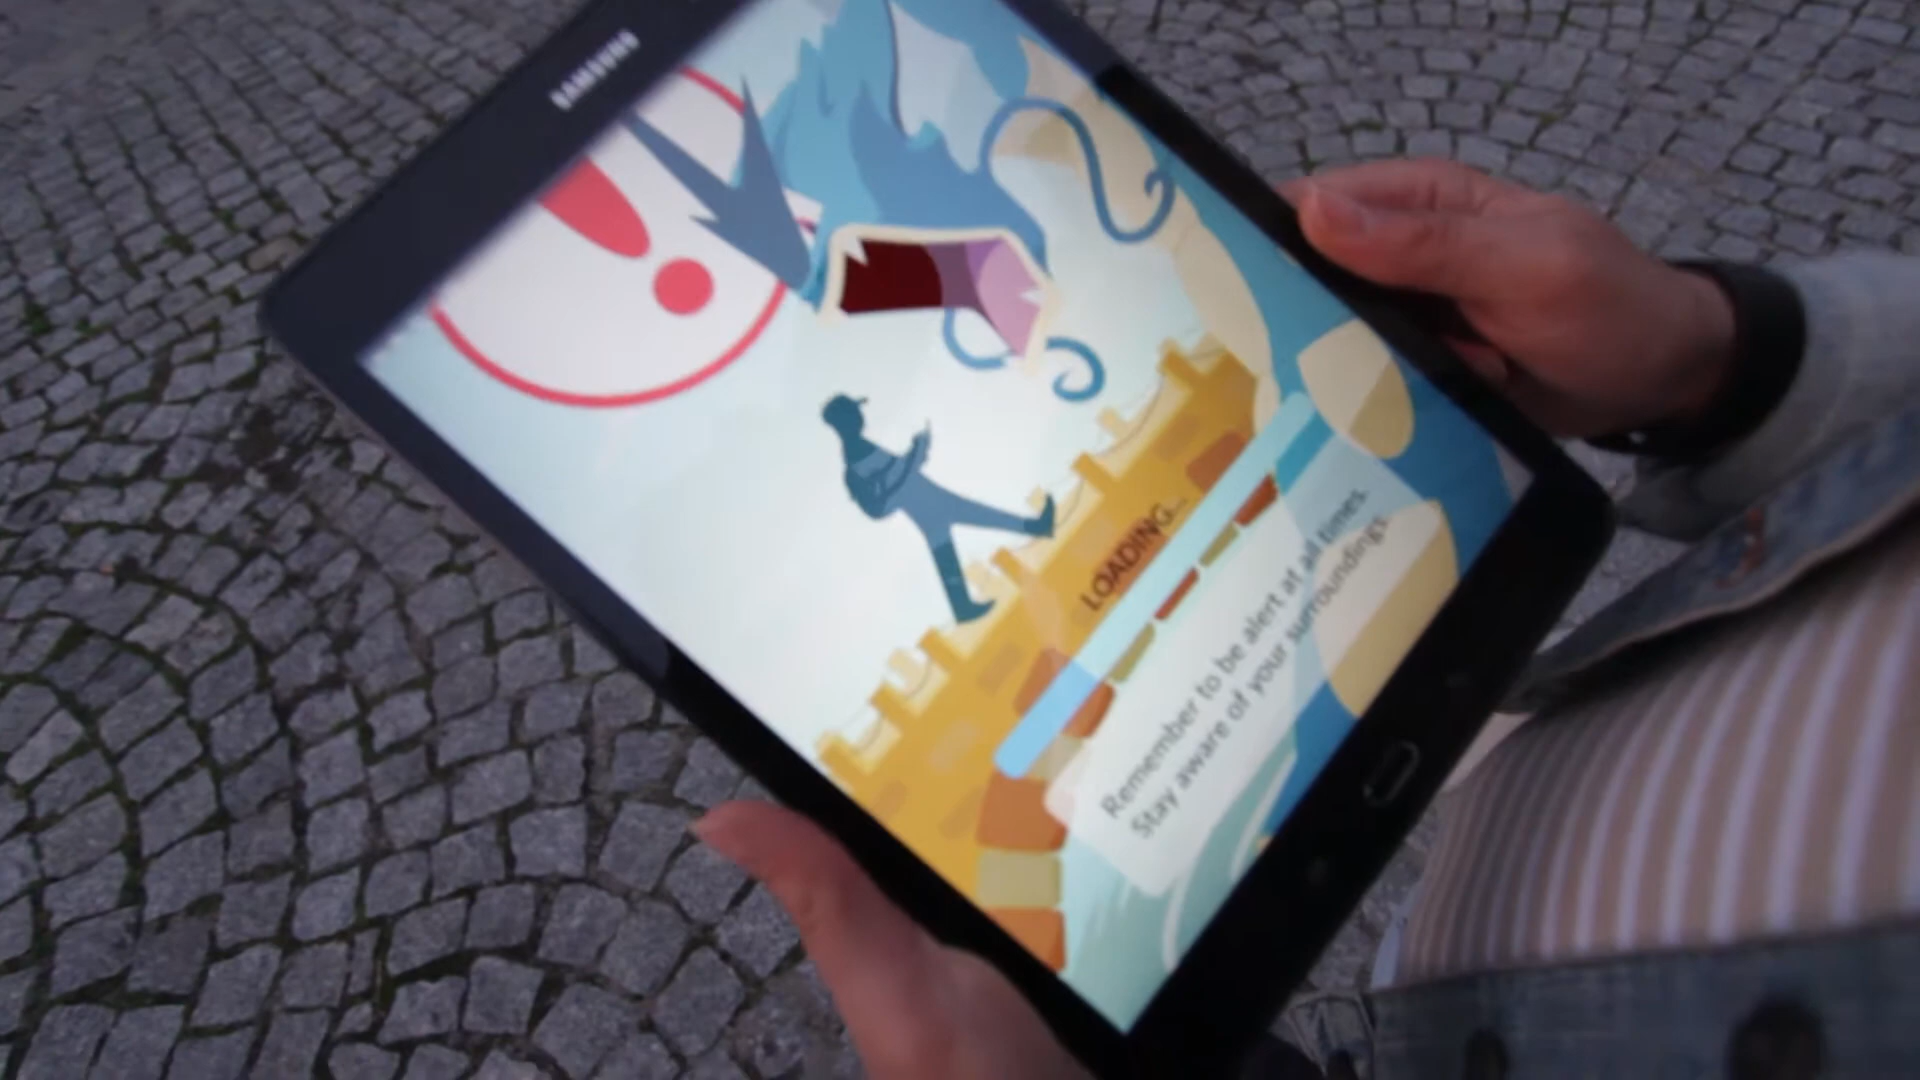 SAMSUNG
LOADING...
Remember to be alert at all times.
Stay aware of your surroundings.